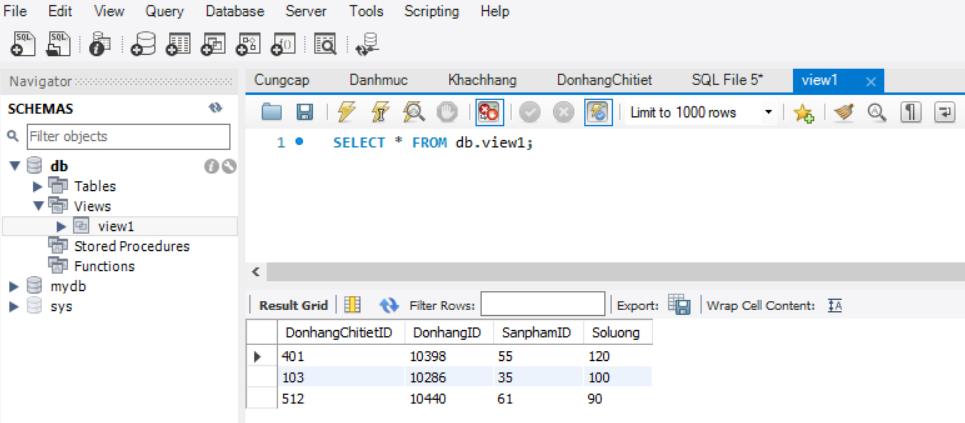 File Edit View Query Database Server Tools Scripting Help
SQL SQL
Navigator
Cungcap Danhmuc Khachhang DonhangChitiet SQL File 5* view1
SCHEMAS
Filter objects
Limit to 1000 rows
1 SELECT * FROM db.view1;
db
Tables
Views
view1
Stored Procedures
Functions
mydb
sys
Result Grid Filter Rows: Export: Wrap Cell Content:
DonhangChitietID DonhangID SanphamID Soluong
401 10398 55 120
103 10286 35 100
512 10440 61 90